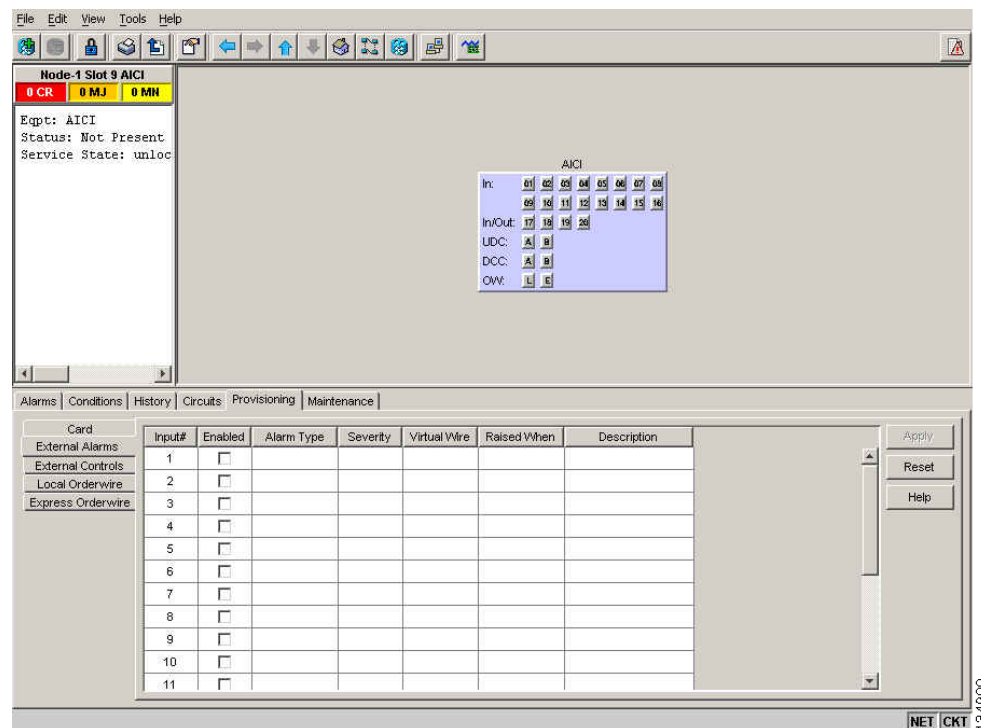 File Edit View Tools Help
Node-1 Slot 9 AICI
0 CR 0 MJ 0 MN
Eqpt: AICI
Status: Not Present
Service State: unloc
AICI
In: 01 02 03 04 05 06 07 08
09 10 11 12 13 14 15 16
In/Out: 17 18 19 20
UDC: A B
DCC: A B
OW: L E
Alarms Conditions History Circuits Provisioning Maintenance
Card
External Alarms
External Controls
Local Orderwire
Express Orderwire
Input# Enabled Alarm Type Severity Virtual Wire Raised When Description
1
2
3
4
5
6
7
8
9
10
11
Apply
Reset
Help
NET CKT